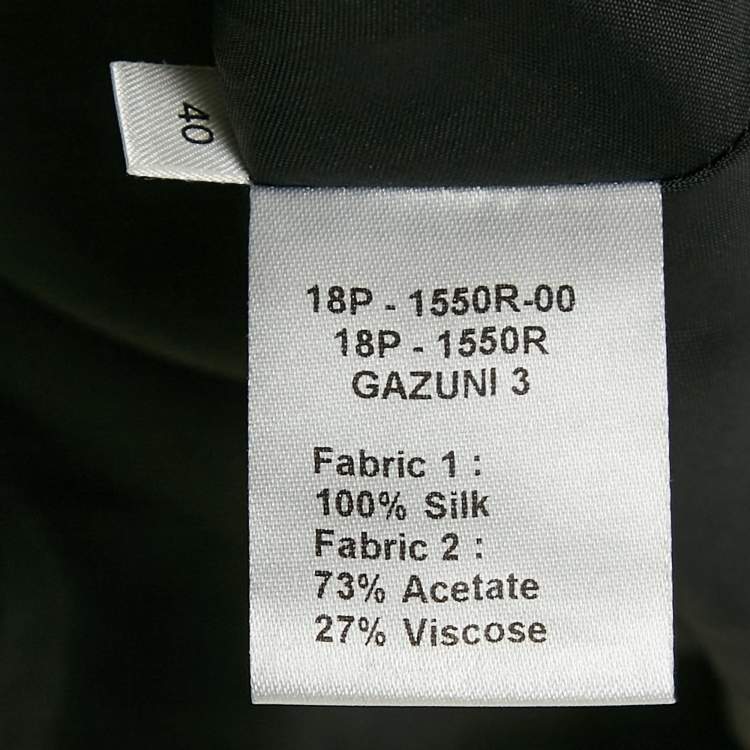 40
18P - 1550R-00
18P - 1550R
GAZUNI 3
Fabric 1 :
100% Silk
Fabric 2 :
73% Acetate
27% Viscose